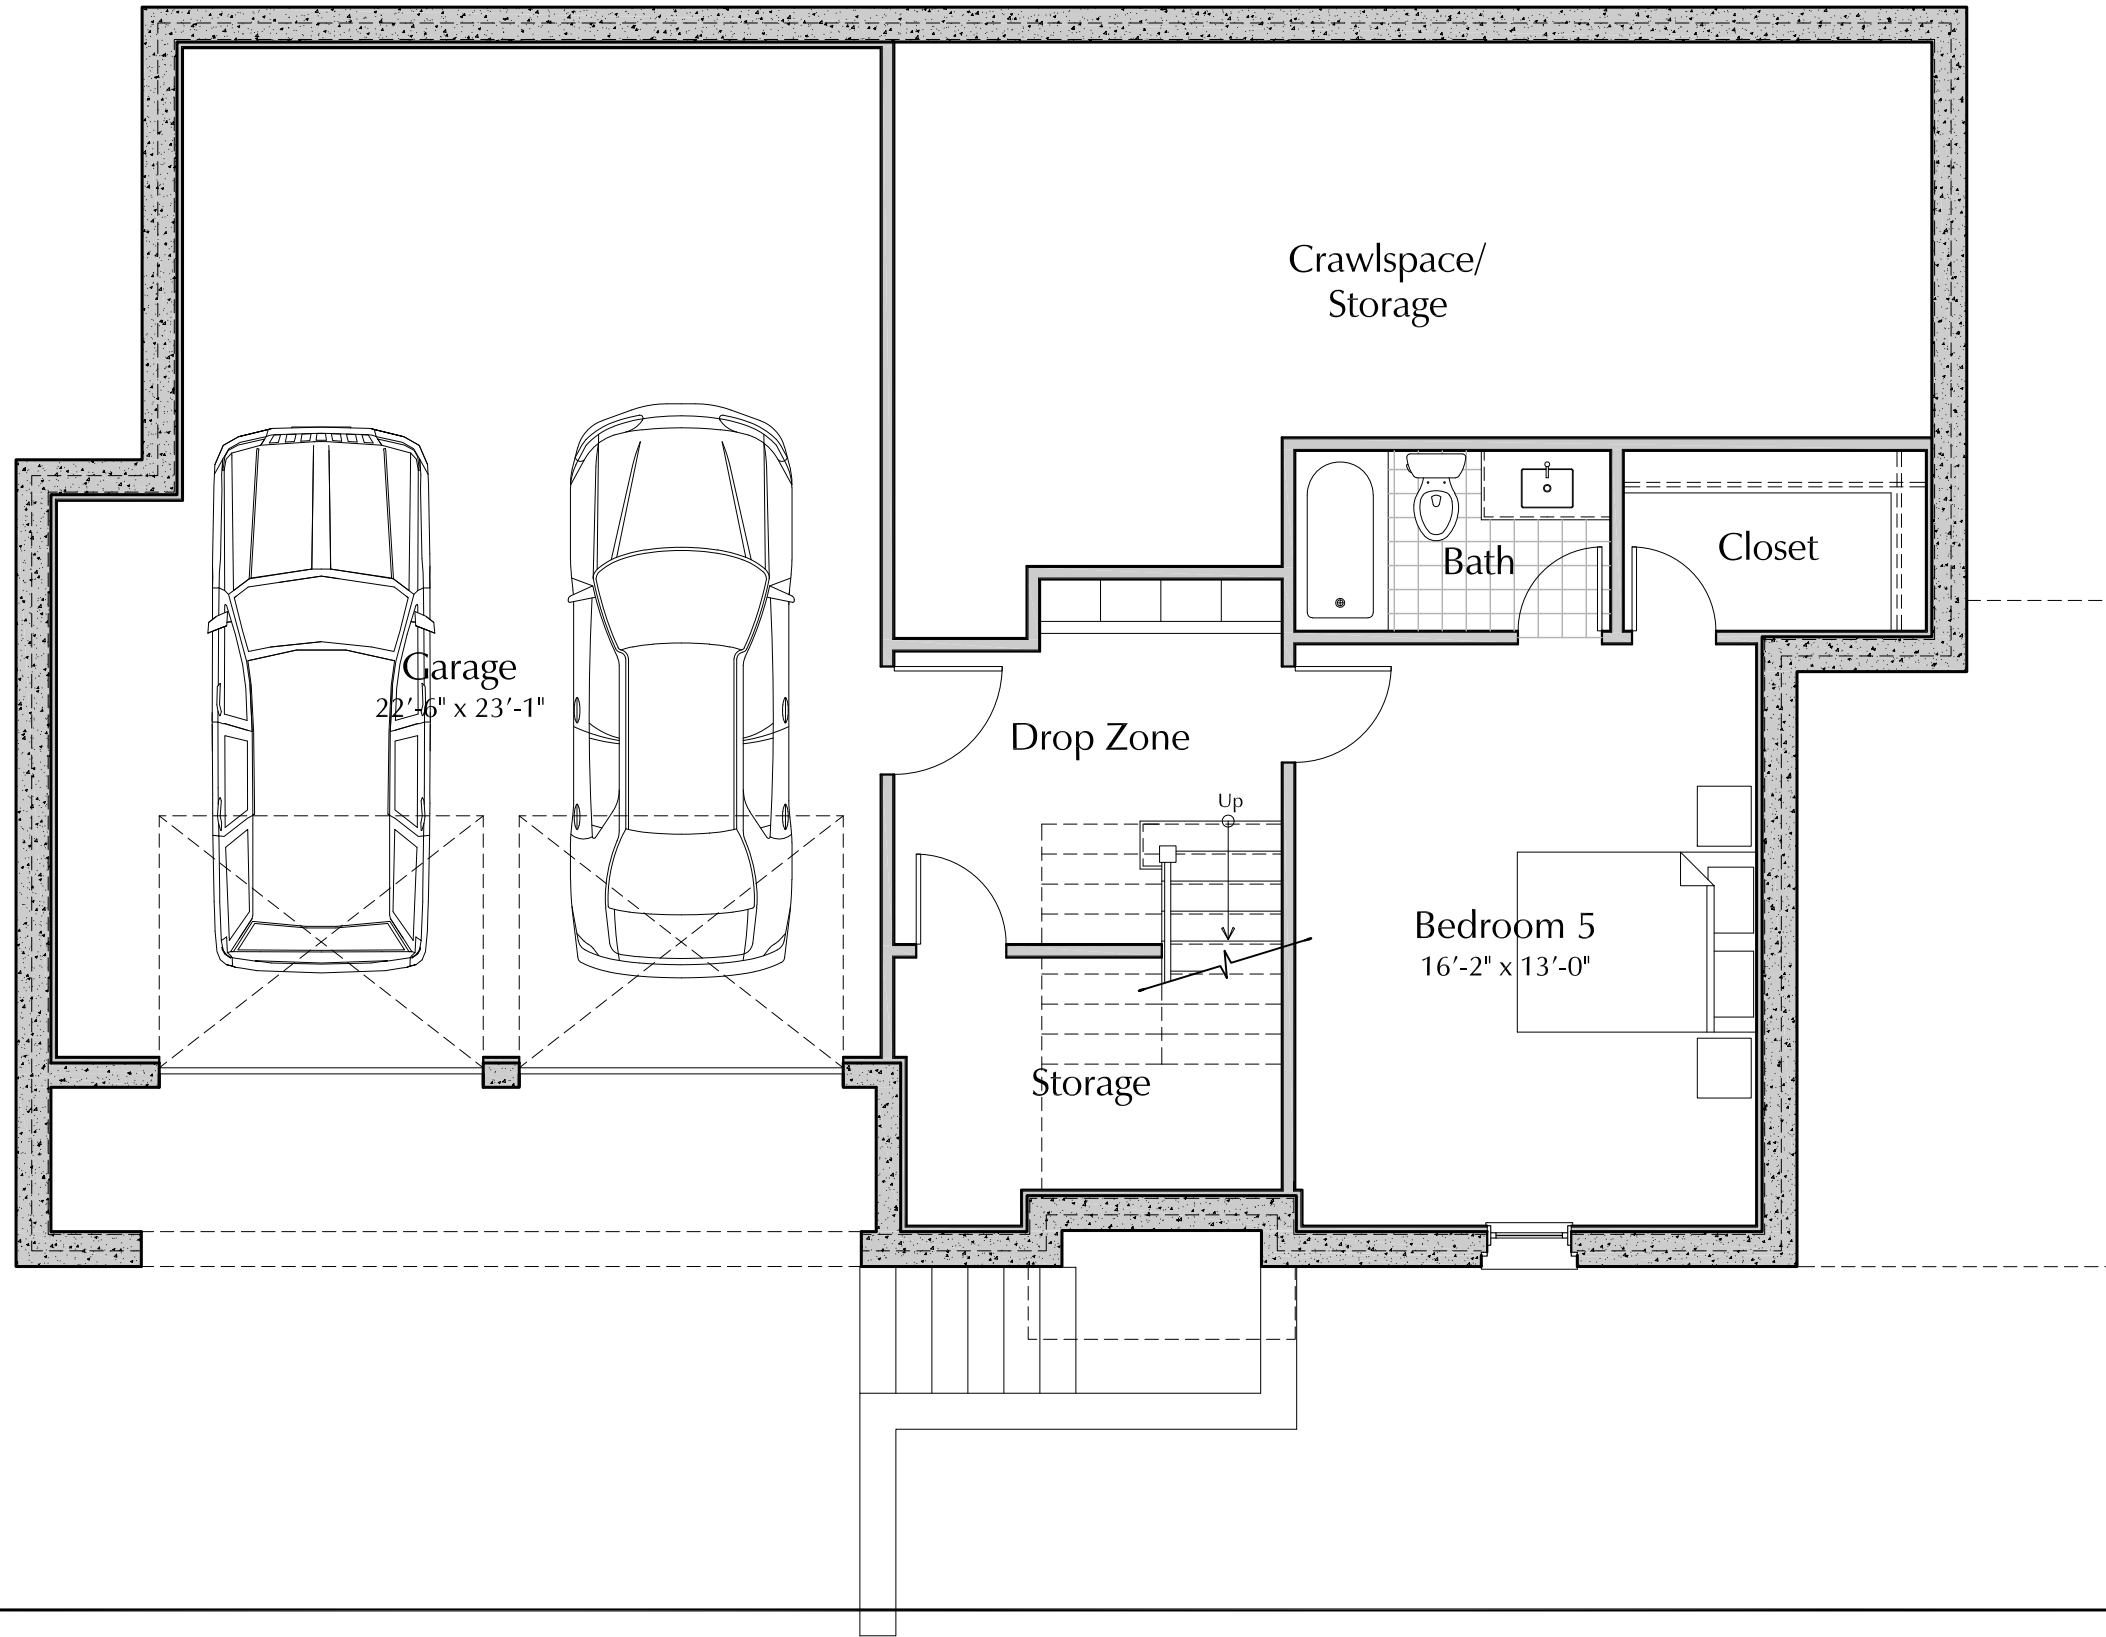 Crawlspace/
Storage
Bath
Closet
Garage
22'-6" x 23'-1"
Drop Zone
Up
Bedroom 5
16'-2" x 13'-0"
Storage